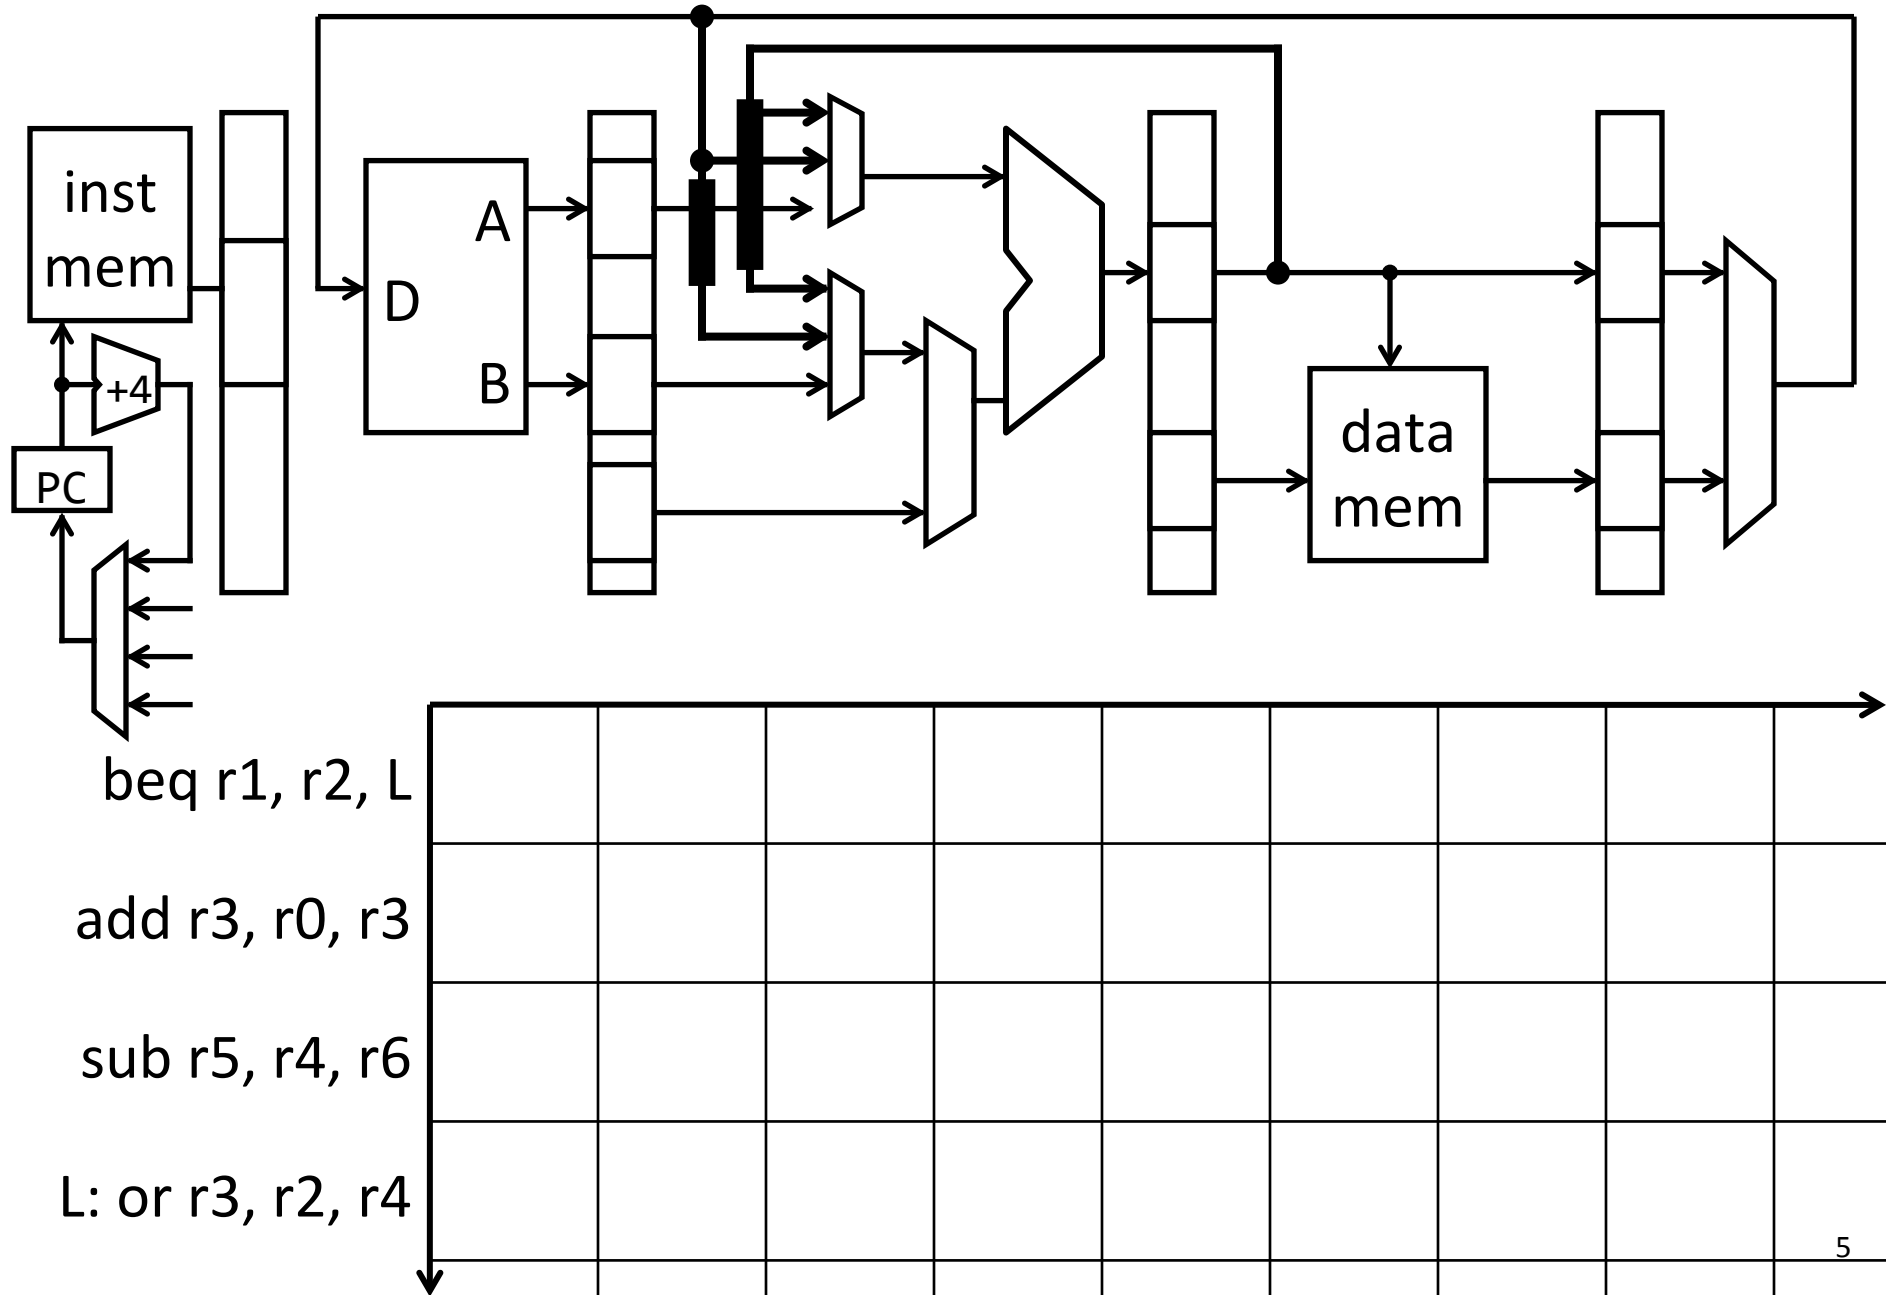 inst
mem
+4
PC
A
D
B
data
mem
beq r1, r2, L
add r3, r0, r3
sub r5, r4, r6
L: or r3, r2, r4
5